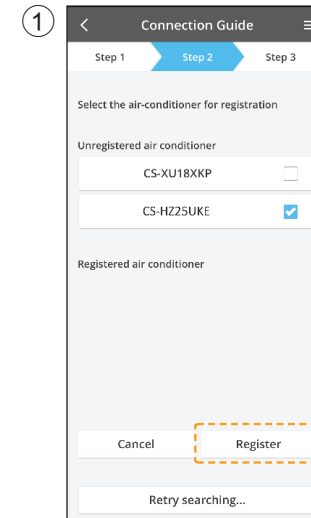 ①
Connection Guide
Step 1 Step 2 Step 3
Select the air-conditioner for registration
Unregistered air conditioner
CS-XU18XKP
CS-HZ25UKE
Registered air conditioner
Cancel Register
Retry searching...